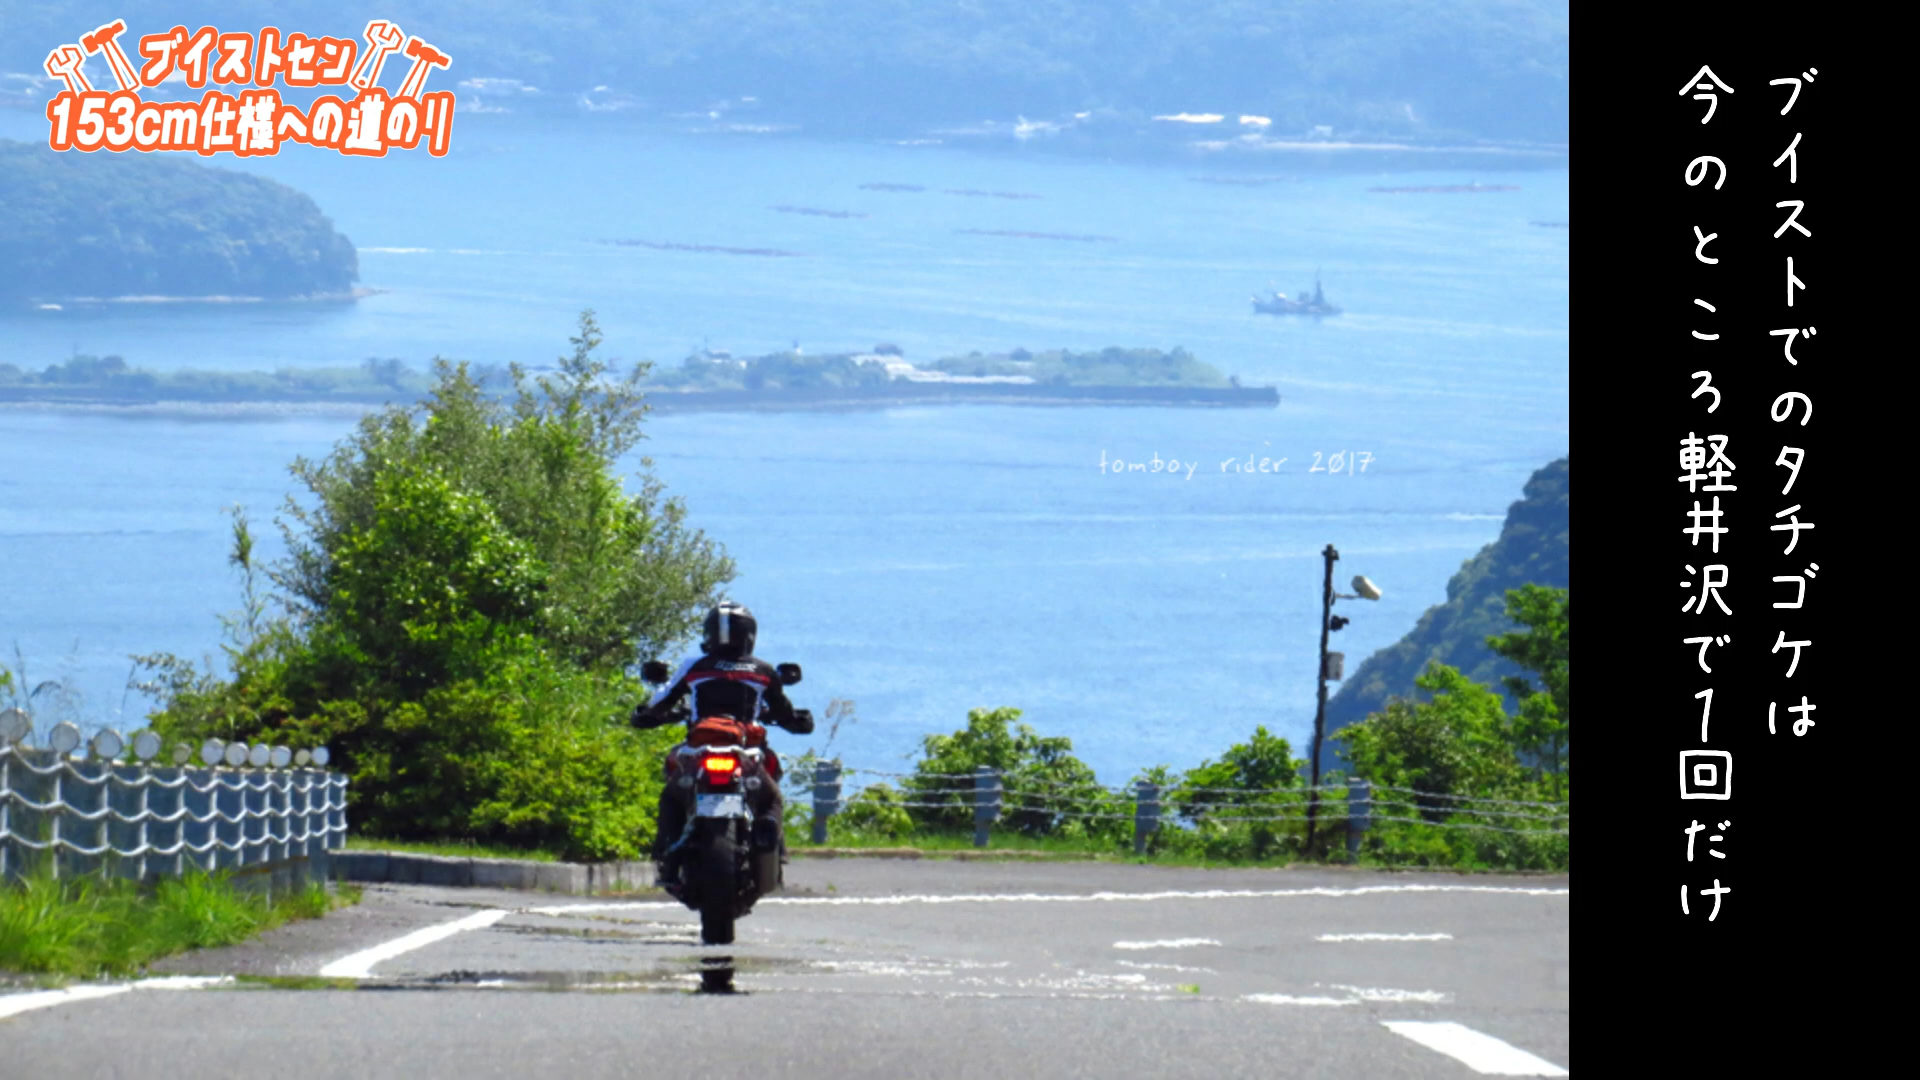 ブイストセン
153cm仕様への道のり
tomboy rider 2017
ブイストでのタチゴケは
今のところ軽井沢で1回だけ